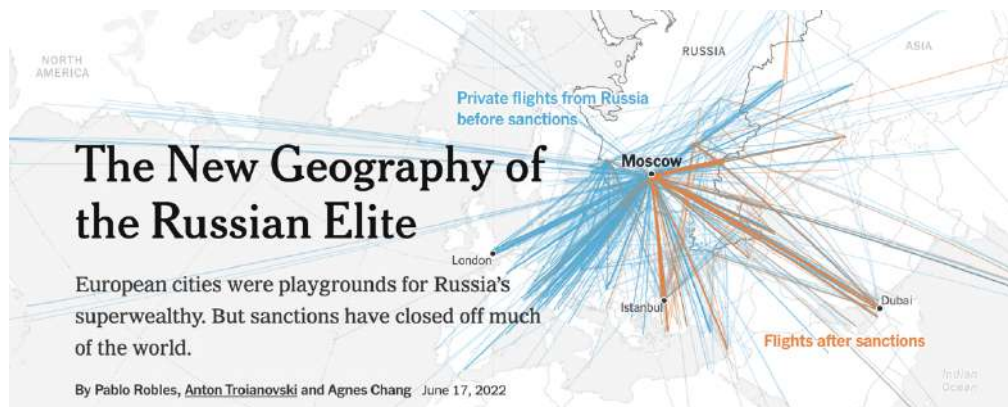 NORTH
AMERICA
RUSSIA
ASIA
Private flights from Russia
before sanctions
The New Geography of
the Russian Elite
Moscow
London
European cities were playgrounds for Russia's
superwealthy. But sanctions have closed off much
of the world.
Istanbul
Dubai
Flights after sanctions
By Pablo Robles, Anton Troianovski and Agnes Chang June 17, 2022
Indian
Ocean